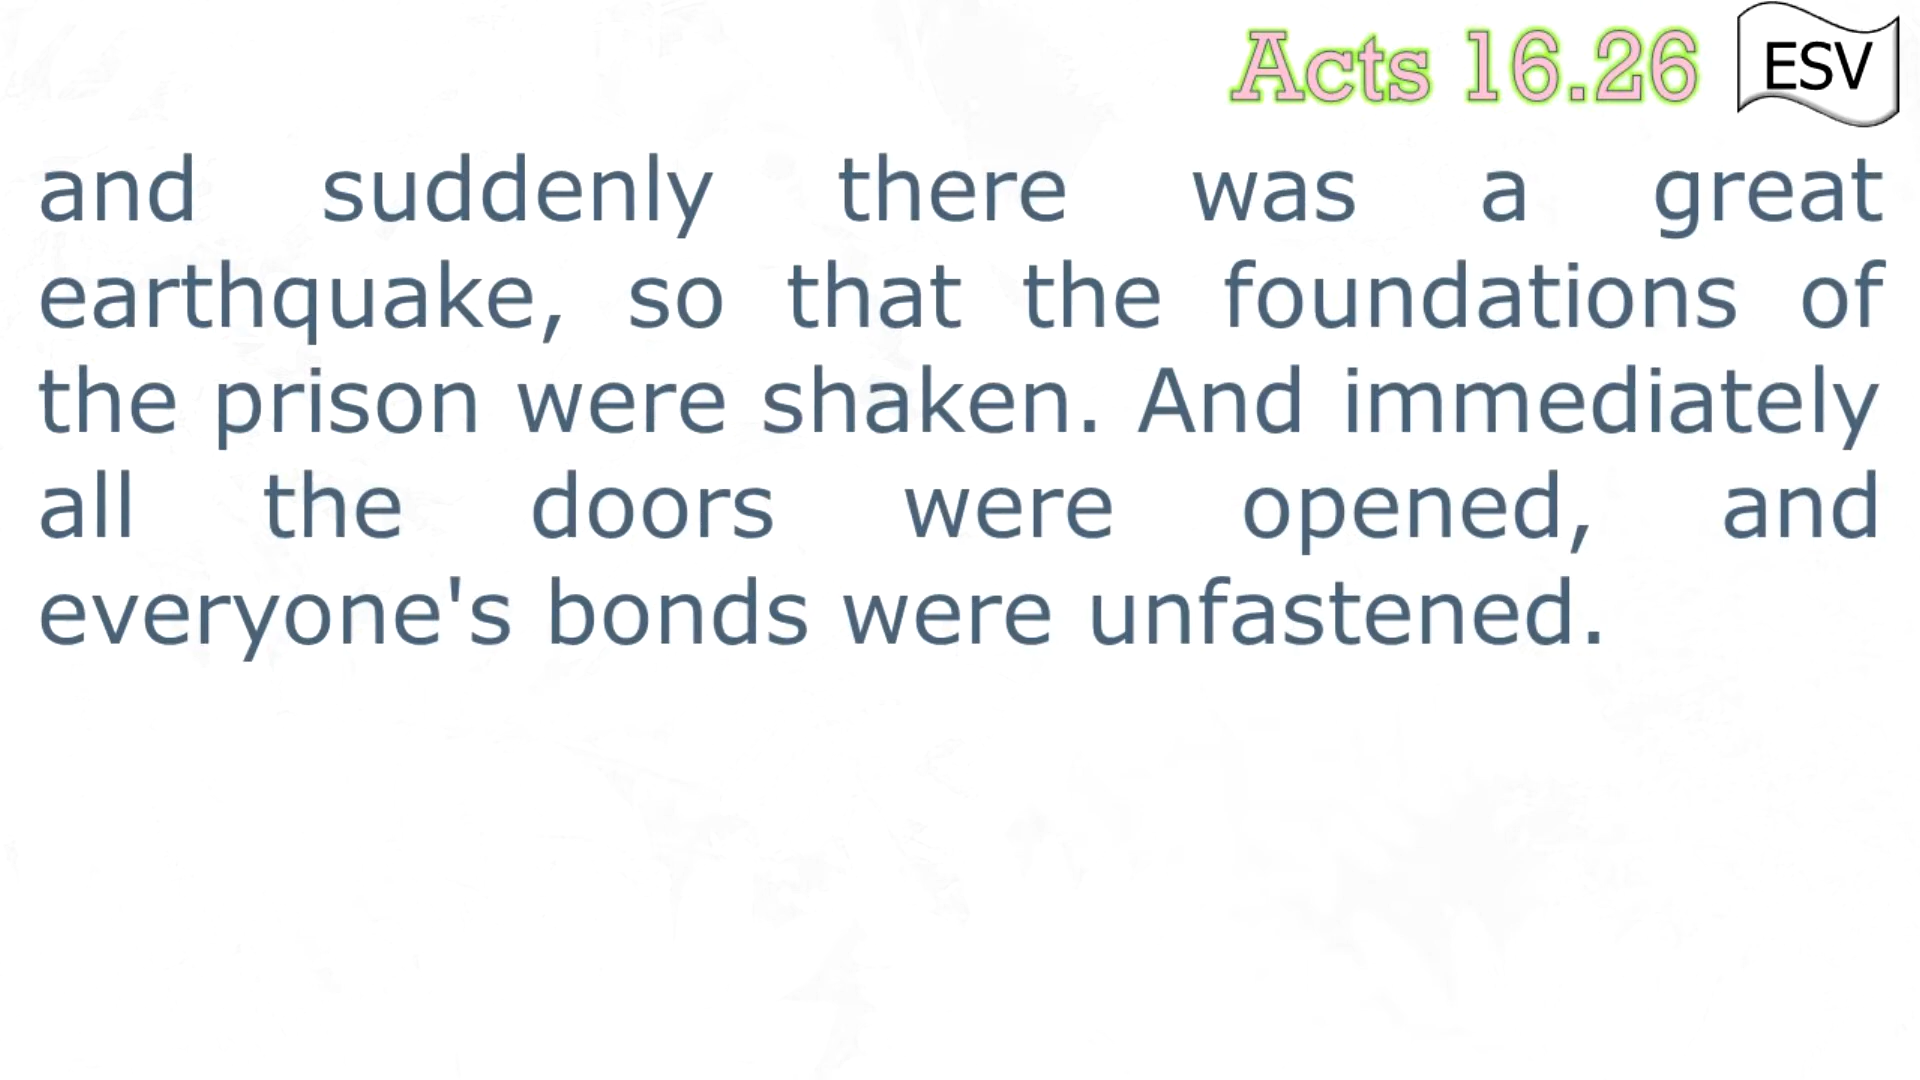 Acts 16.26 ESV
and suddenly there was a great
earthquake, so that the foundations of
the prison were shaken. And immediately
all the doors were opened, and
everyone's bonds were unfastened.